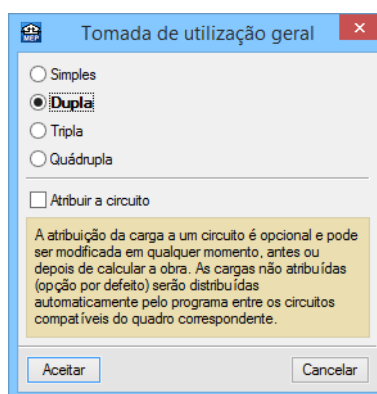 MEP
Tomada de utilização geral
Simples
Dupla
Tripla
Quádrupla
Atribuir a circuito
A atribuição da carga a um circuito é opcional e pode
ser modificada em qualquer momento, antes ou
depois de calcular a obra. As cargas não atribuídas
(opção por defeito) serão distribuídas
automaticamente pelo programa entre os circuitos
compatíveis do quadro correspondente.
Aceitar Cancelar